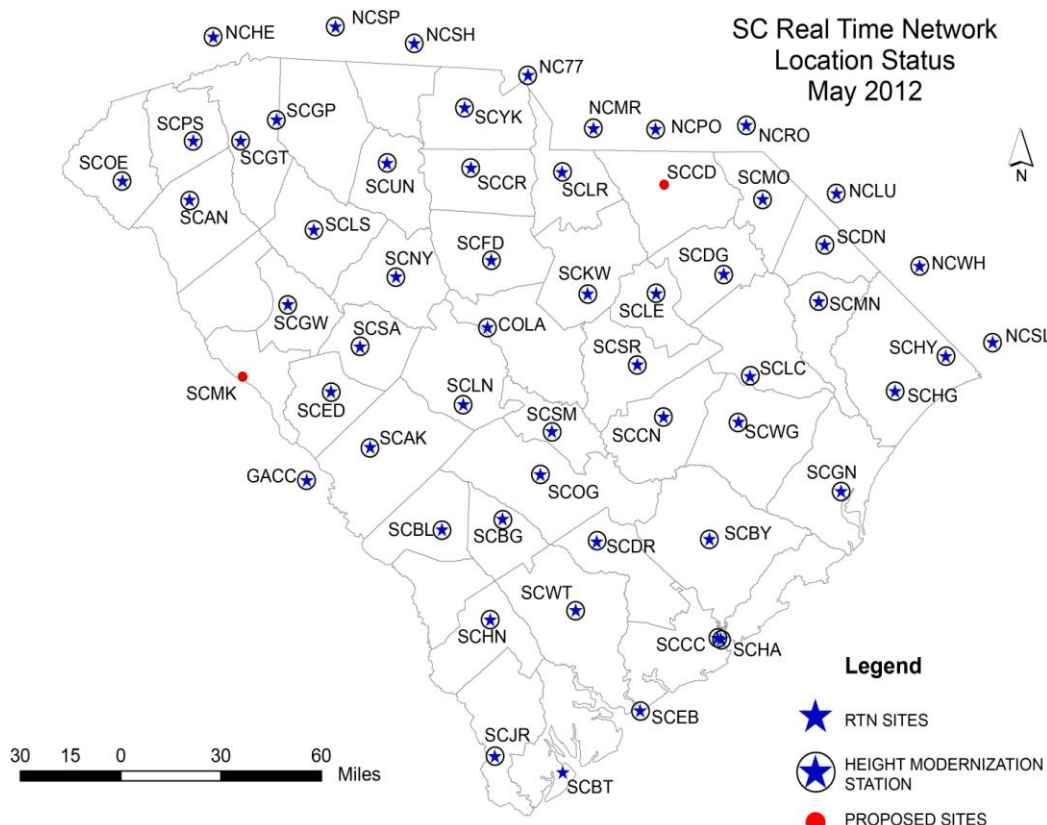 SC Real Time Network
Location Status
May 2012
NCHE
NCSP
NCSH
NC77
NCMR
NCPO
NCRO
SCGP
SCYK
SCPS
SCGT
SCOE
SCUN
SCCR
SCLR
SCCD
SCMO
NCLU
N
SCAN
SCLS
SCNY
SCFD
SCKW
SCDG
SCDN
NCWH
SCLE
SCMN
SCGW
SCSA
COLA
SCSR
SCLC
SCHY
NCSL
SCHG
SCMK
SCED
SCLN
SCSM
SCCN
SCWG
SCAK
GACC
SCOG
SCGN
SCBL
SCBG
SCDR
SCBY
SCWT
SCHN
SCCC
SCHA
SCEB
SCJR
SCBT
30 15 0 30 60
Miles
Legend
RTN SITES
HEIGHT MODERNIZATION
STATION
PROPOSED SITES